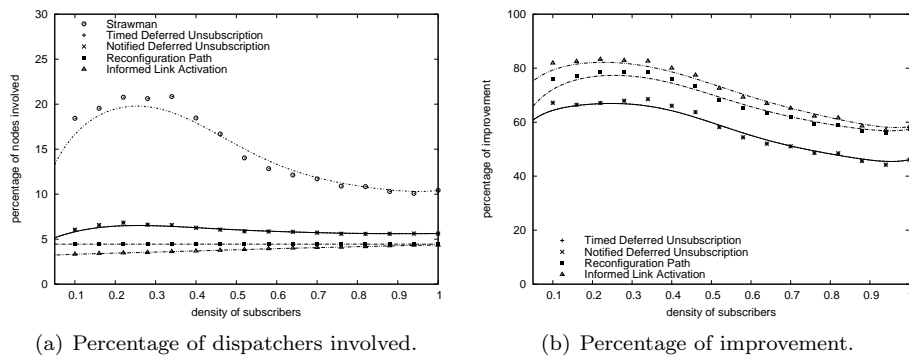 30
25
20
15
10
5
0
percentage of nodes involved
Strawman
Timed Deferred Unsubscription
Notified Deferred Unsubscription
Reconfiguration Path
Informed Link Activation
0.1 0.2 0.3 0.4 0.5 0.6 0.7 0.8 0.9 1
density of subscribers
(a) Percentage of dispatchers involved.
100
80
60
40
20
0
percentage of improvement
Timed Deferred Unsubscription
Notified Deferred Unsubscription
Reconfiguration Path
Informed Link Activation
0.1 0.2 0.3 0.4 0.5 0.6 0.7 0.8 0.9 1
density of subscribers
(b) Percentage of improvement.